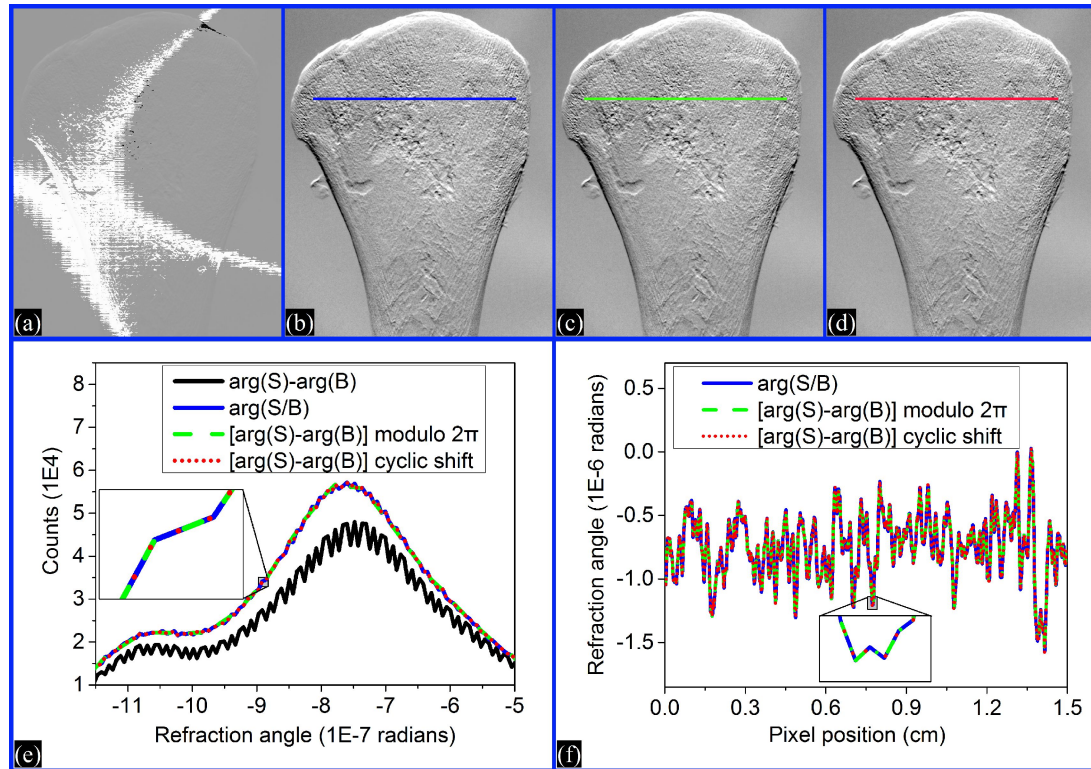 (a)
(b)
(c)
(d)
arg(S)-arg(B)
arg(S/B)
[arg(S)-arg(B)] modulo 2π
[arg(S)-arg(B)] cyclic shift
Counts (1E4)
8
7
6
5
4
3
2
1
-11 -10 -9 -8 -7 -6 -5
Refraction angle (1E-7 radians)
(e)
arg(S/B)
[arg(S)-arg(B)] modulo 2π
[arg(S)-arg(B)] cyclic shift
Refraction angle (1E-6 radians)
0.5
0.0
-0.5
-1.0
-1.5
0.0 0.3 0.6 0.9 1.2 1.5
Pixel position (cm)
(f)